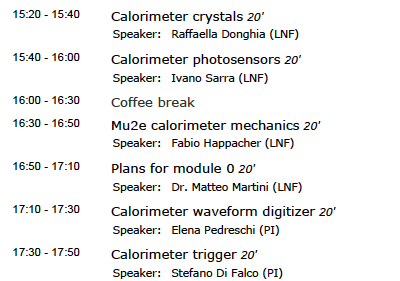 15:20 - 15:40 Calorimeter crystals 20'
Speaker: Raffaella Donghia (LNF)
15:40 - 16:00 Calorimeter photosensors 20'
Speaker: Ivano Sarra (LNF)
16:00 - 16:30 Coffee break
16:30 - 16:50 Mu2e calorimeter mechanics 20'
Speaker: Fabio Happacher (LNF)
16:50 - 17:10 Plans for module 0 20'
Speaker: Dr. Matteo Martini (LNF)
17:10 - 17:30 Calorimeter waveform digitizer 20'
Speaker: Elena Pedreschi (PI)
17:30 - 17:50 Calorimeter trigger 20'
Speaker: Stefano Di Falco (PI)